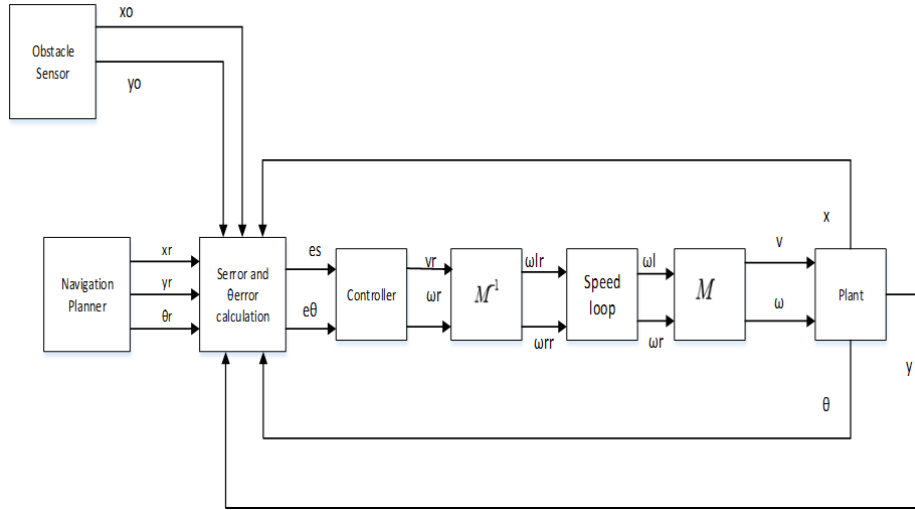 Obstacle
Sensor
xo
yo
Navigation
Planner
xr
yr
θr
Serror and
θerror
calculation
es
eθ
Controller
vr
ωr
M¹
ωlr
ωrr
Speed
loop
ωl
ωr
M
v
ω
Plant
x
y
θ